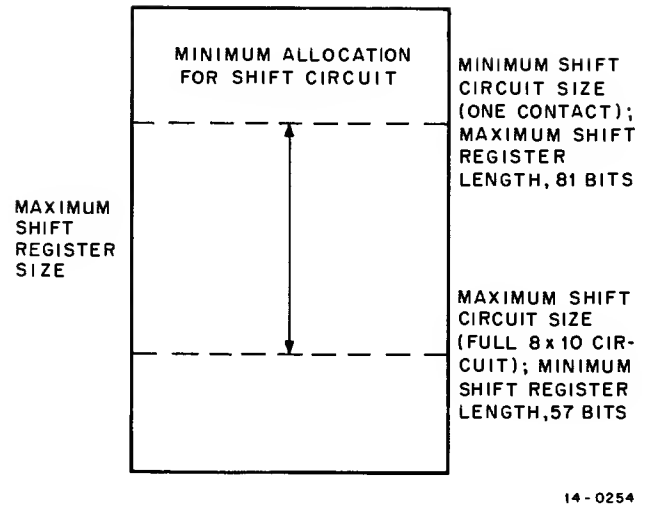 MINIMUM ALLOCATION
FOR SHIFT CIRCUIT
MINIMUM SHIFT
CIRCUIT SIZE
(ONE CONTACT);
MAXIMUM SHIFT
REGISTER
LENGTH, 81 BITS
MAXIMUM
SHIFT
REGISTER
SIZE
MAXIMUM SHIFT
CIRCUIT SIZE
(FULL 8 x 10 CIR-
CUIT); MINIMUM
SHIFT REGISTER
LENGTH, 57 BITS
14-0254